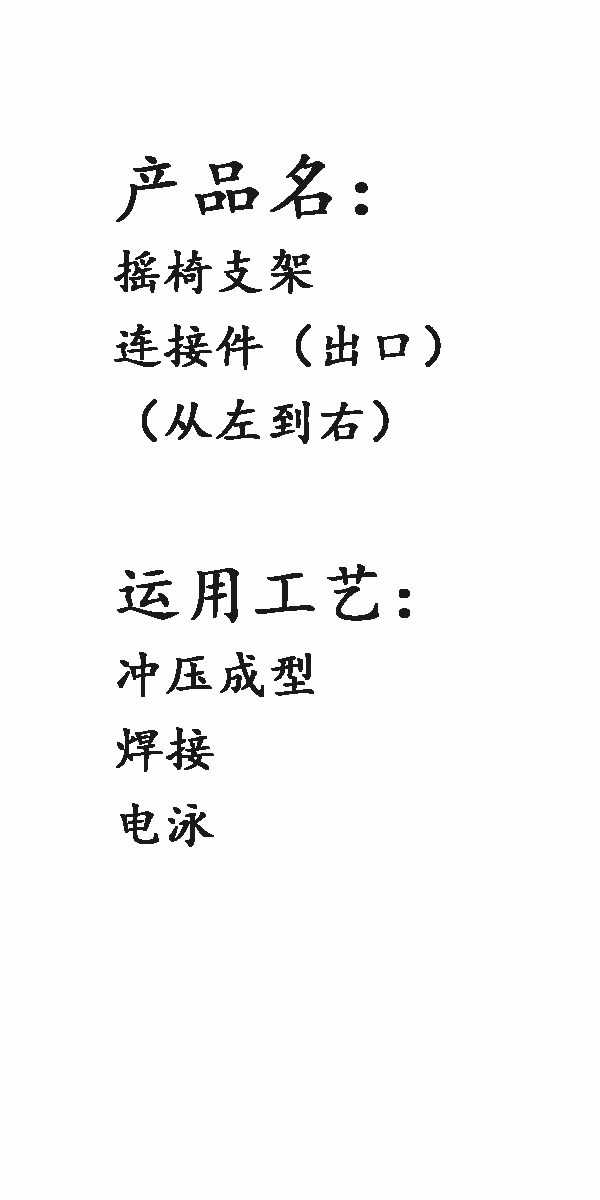 产品名：
摇椅支架
连接件（出口）
（从左到右）
运用工艺：
冲压成型
焊接
电泳